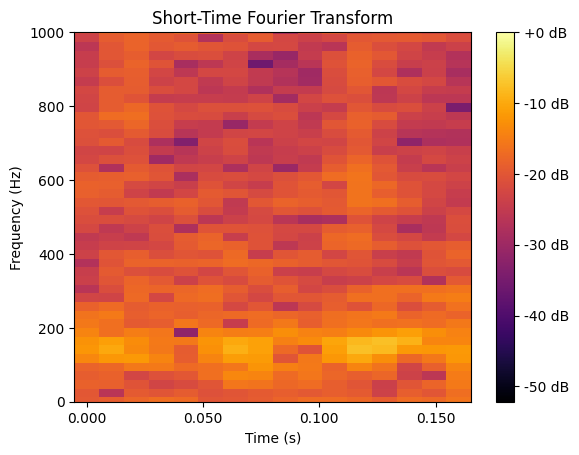 Short-Time Fourier Transform
1000
800
600
400
200
0
Frequency (Hz)
0.000
0.050
0.100
0.150
Time (s)
+0 dB
-10 dB
-20 dB
-30 dB
-40 dB
-50 dB